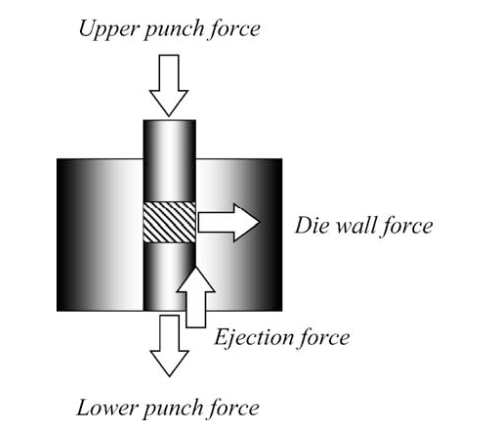 Upper punch force
Die wall force
Ejection force
Lower punch force